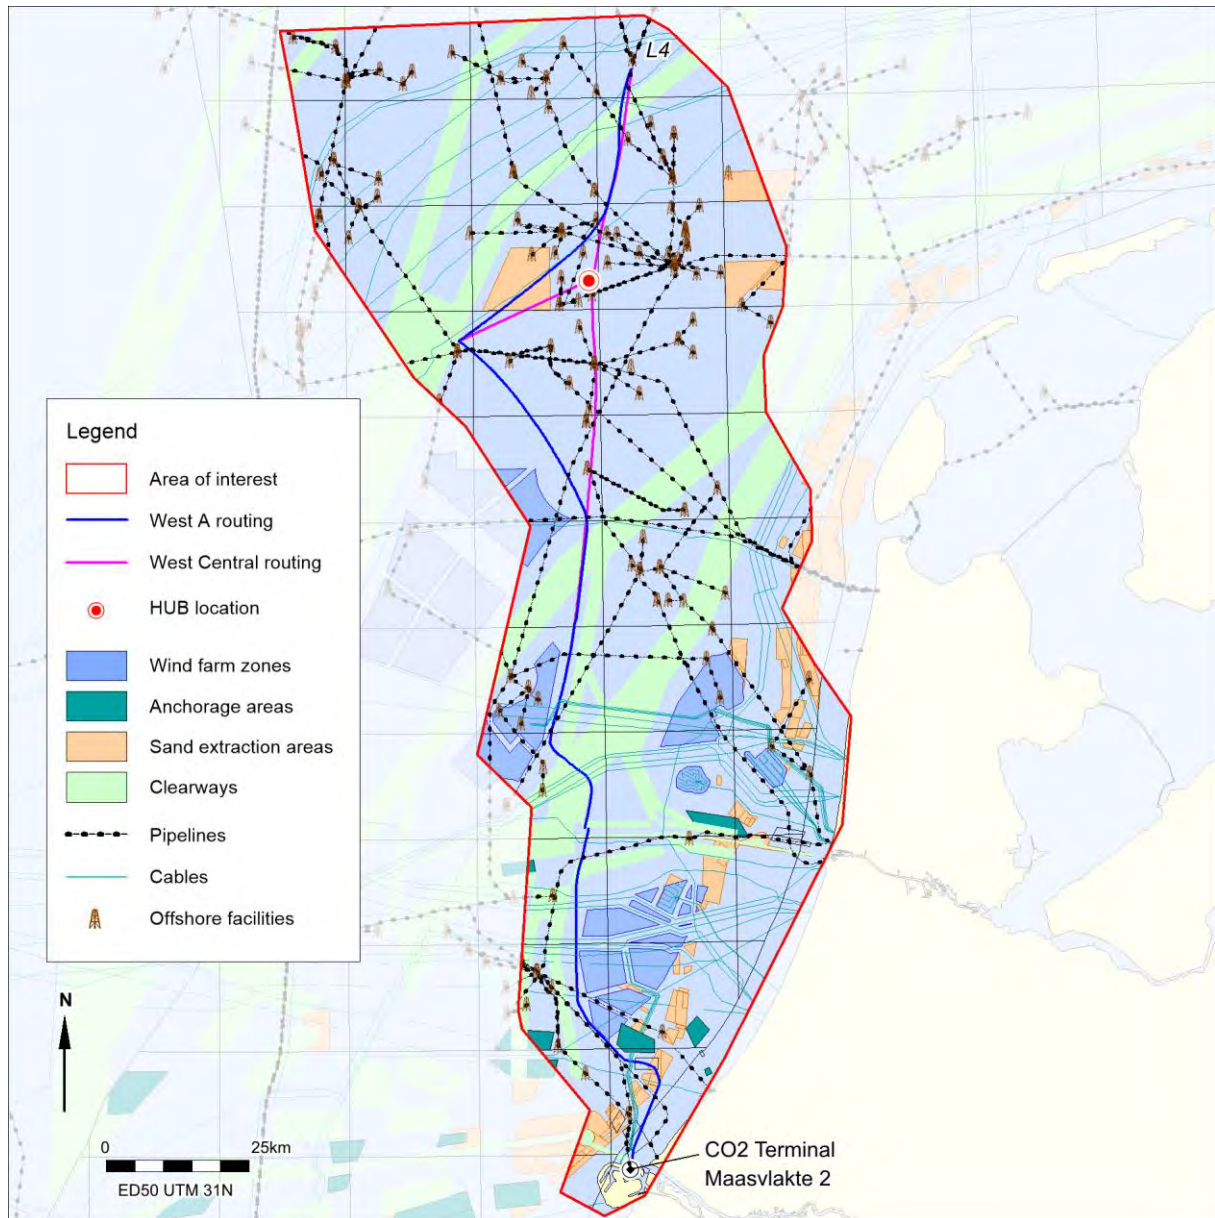 L4
Legend
Area of interest
West A routing
West Central routing
HUB location
Wind farm zones
Anchorage areas
Sand extraction areas
Clearways
Pipelines
Cables
Offshore facilities
N
0 25km
ED50 UTM 31N
CO2 Terminal
Maasvlakte 2